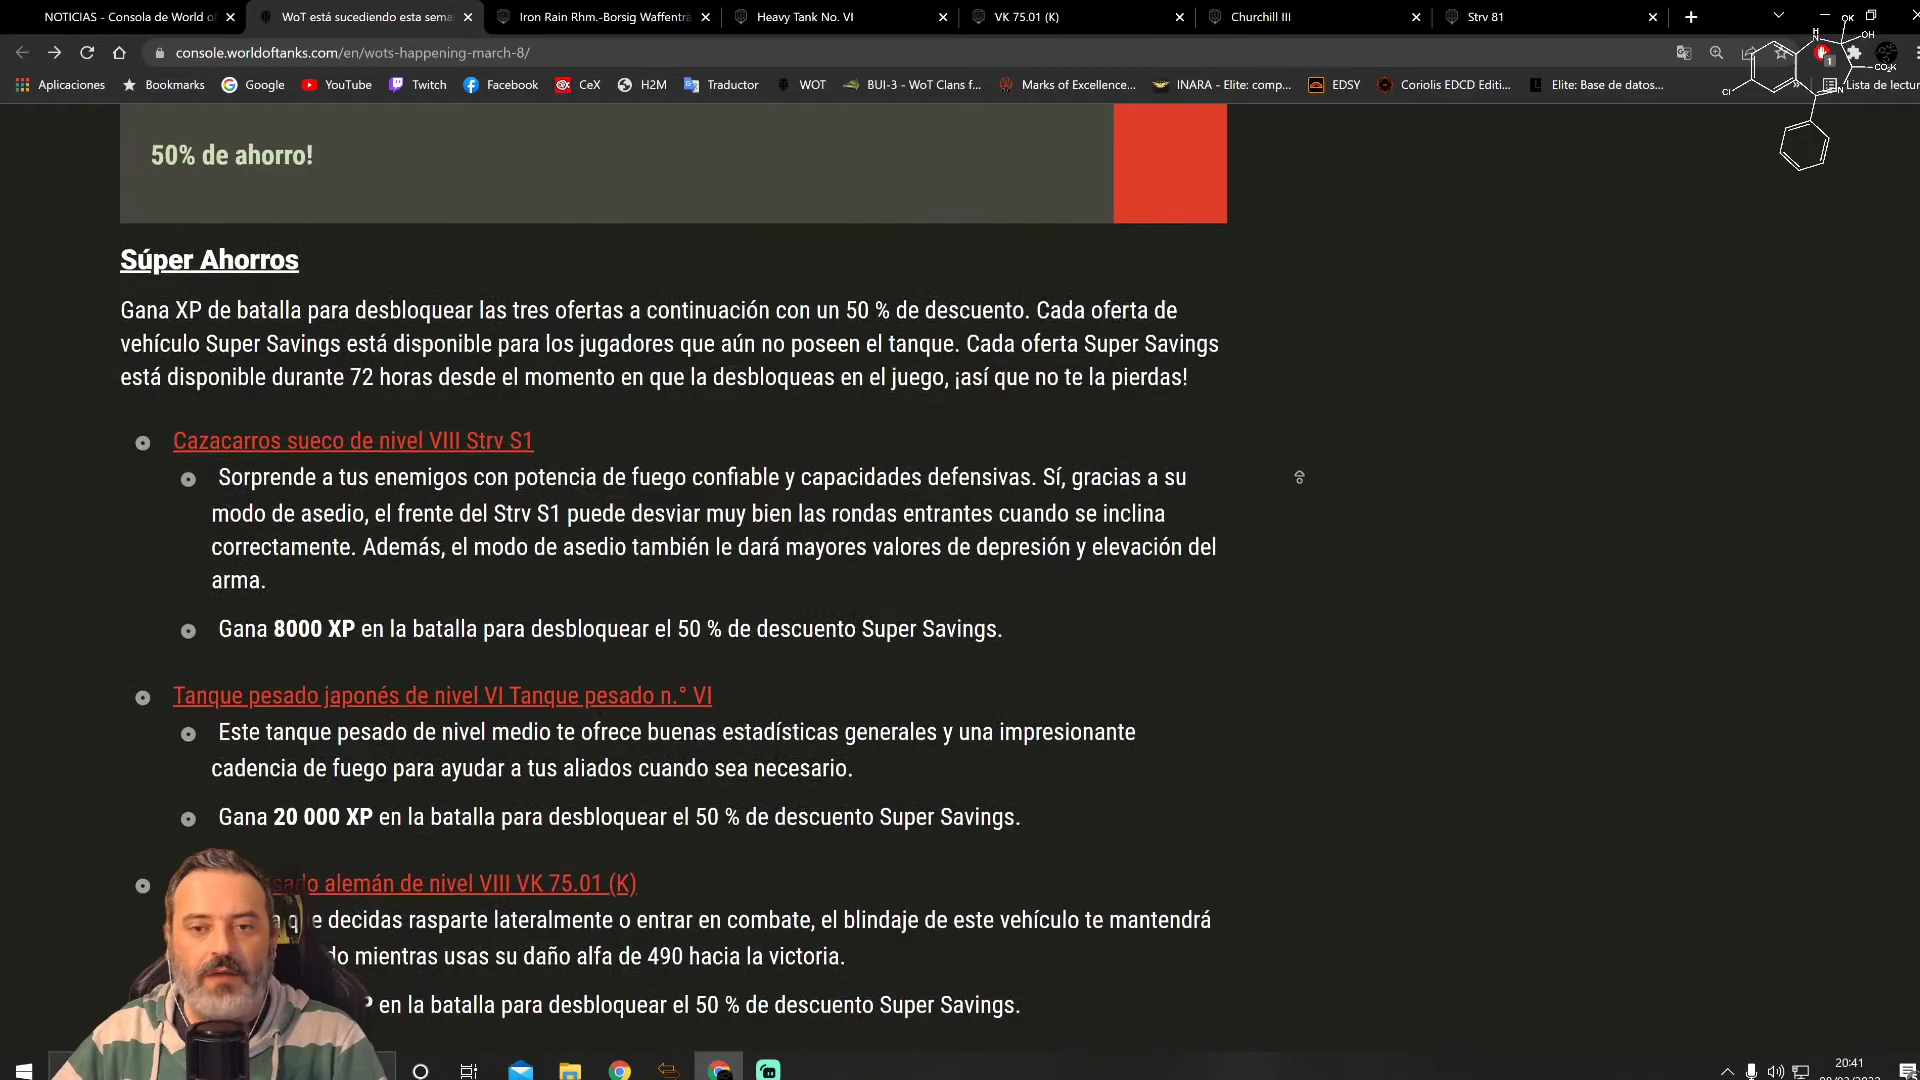 NOTICIAS - Consola de World of
WoT está sucediendo esta sema
Iron Rain Rhm.-Borsig Waffenträ
Heavy Tank No. VI
VK 75.01 (K)
Churchill III
Strv 81
console.worldoftanks.com/en/wots-happening-march-8/
Aplicaciones
Bookmarks
Google
YouTube
Twitch
Facebook
CeX
H2M
Traductor
WOT
BUI-3 - WoT Clans f...
Marks of Excellence...
INARA - Elite: comp...
EDSY
Coriolis EDCD Editi...
Elite: Base de datos...
Lista de lectur
OK
OH
H
N
CO₂K
Cl
N
1
50% de ahorro!
Súper Ahorros
Gana XP de batalla para desbloquear las tres ofertas a continuación con un 50 % de descuento. Cada oferta de
vehículo Super Savings está disponible para los jugadores que aún no poseen el tanque. Cada oferta Super Savings
está disponible durante 72 horas desde el momento en que la desbloqueas en el juego, ¡así que no te la pierdas!
Cazacarros sueco de nivel VIII Strv S1
Sorprende a tus enemigos con potencia de fuego confiable y capacidades defensivas. Sí, gracias a su
modo de asedio, el frente del Strv S1 puede desviar muy bien las rondas entrantes cuando se inclina
correctamente. Además, el modo de asedio también le dará mayores valores de depresión y elevación del
arma.
Gana 8000 XP en la batalla para desbloquear el 50 % de descuento Super Savings.
Tanque pesado japonés de nivel VI Tanque pesado n.° VI
Este tanque pesado de nivel medio te ofrece buenas estadísticas generales y una impresionante
cadencia de fuego para ayudar a tus aliados cuando sea necesario.
Gana 20 000 XP en la batalla para desbloquear el 50 % de descuento Super Savings.
sado alemán de nivel VIII VK 75.01 (K)
que decidas rasparte lateralmente o entrar en combate, el blindaje de este vehículo te mantendrá
do mientras usas su daño alfa de 490 hacia la victoria.
P en la batalla para desbloquear el 50 % de descuento Super Savings.
20:41